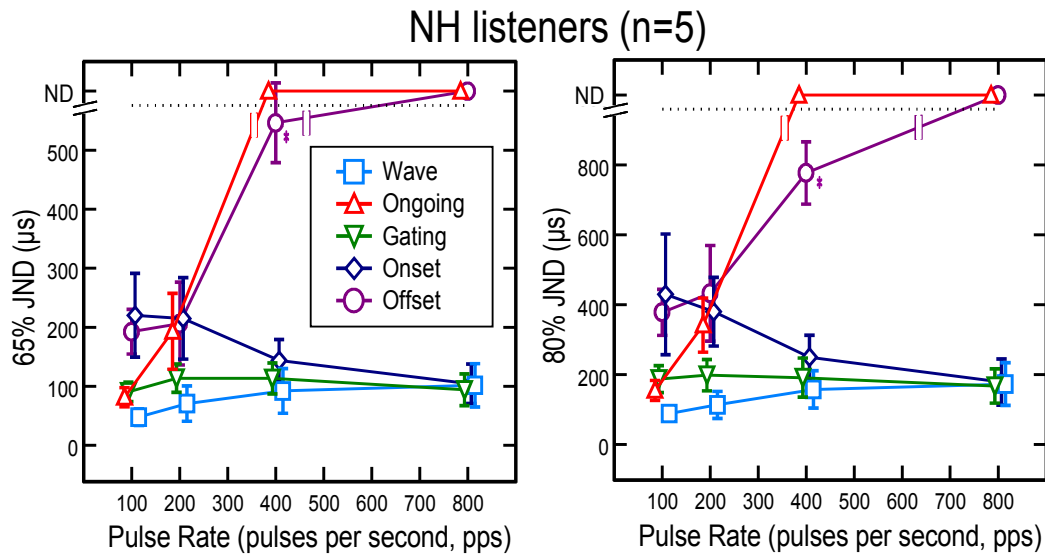 NH listeners (n=5)
ND
500
400
300
200
100
0
65% JND (µs)
Wave
Ongoing
Gating
Onset
Offset
**
100 200 300 400 500 600 700 800
Pulse Rate (pulses per second, pps)
ND
800
600
400
200
0
80% JND (µs)
**
100 200 300 400 500 600 700 800
Pulse Rate (pulses per second, pps)